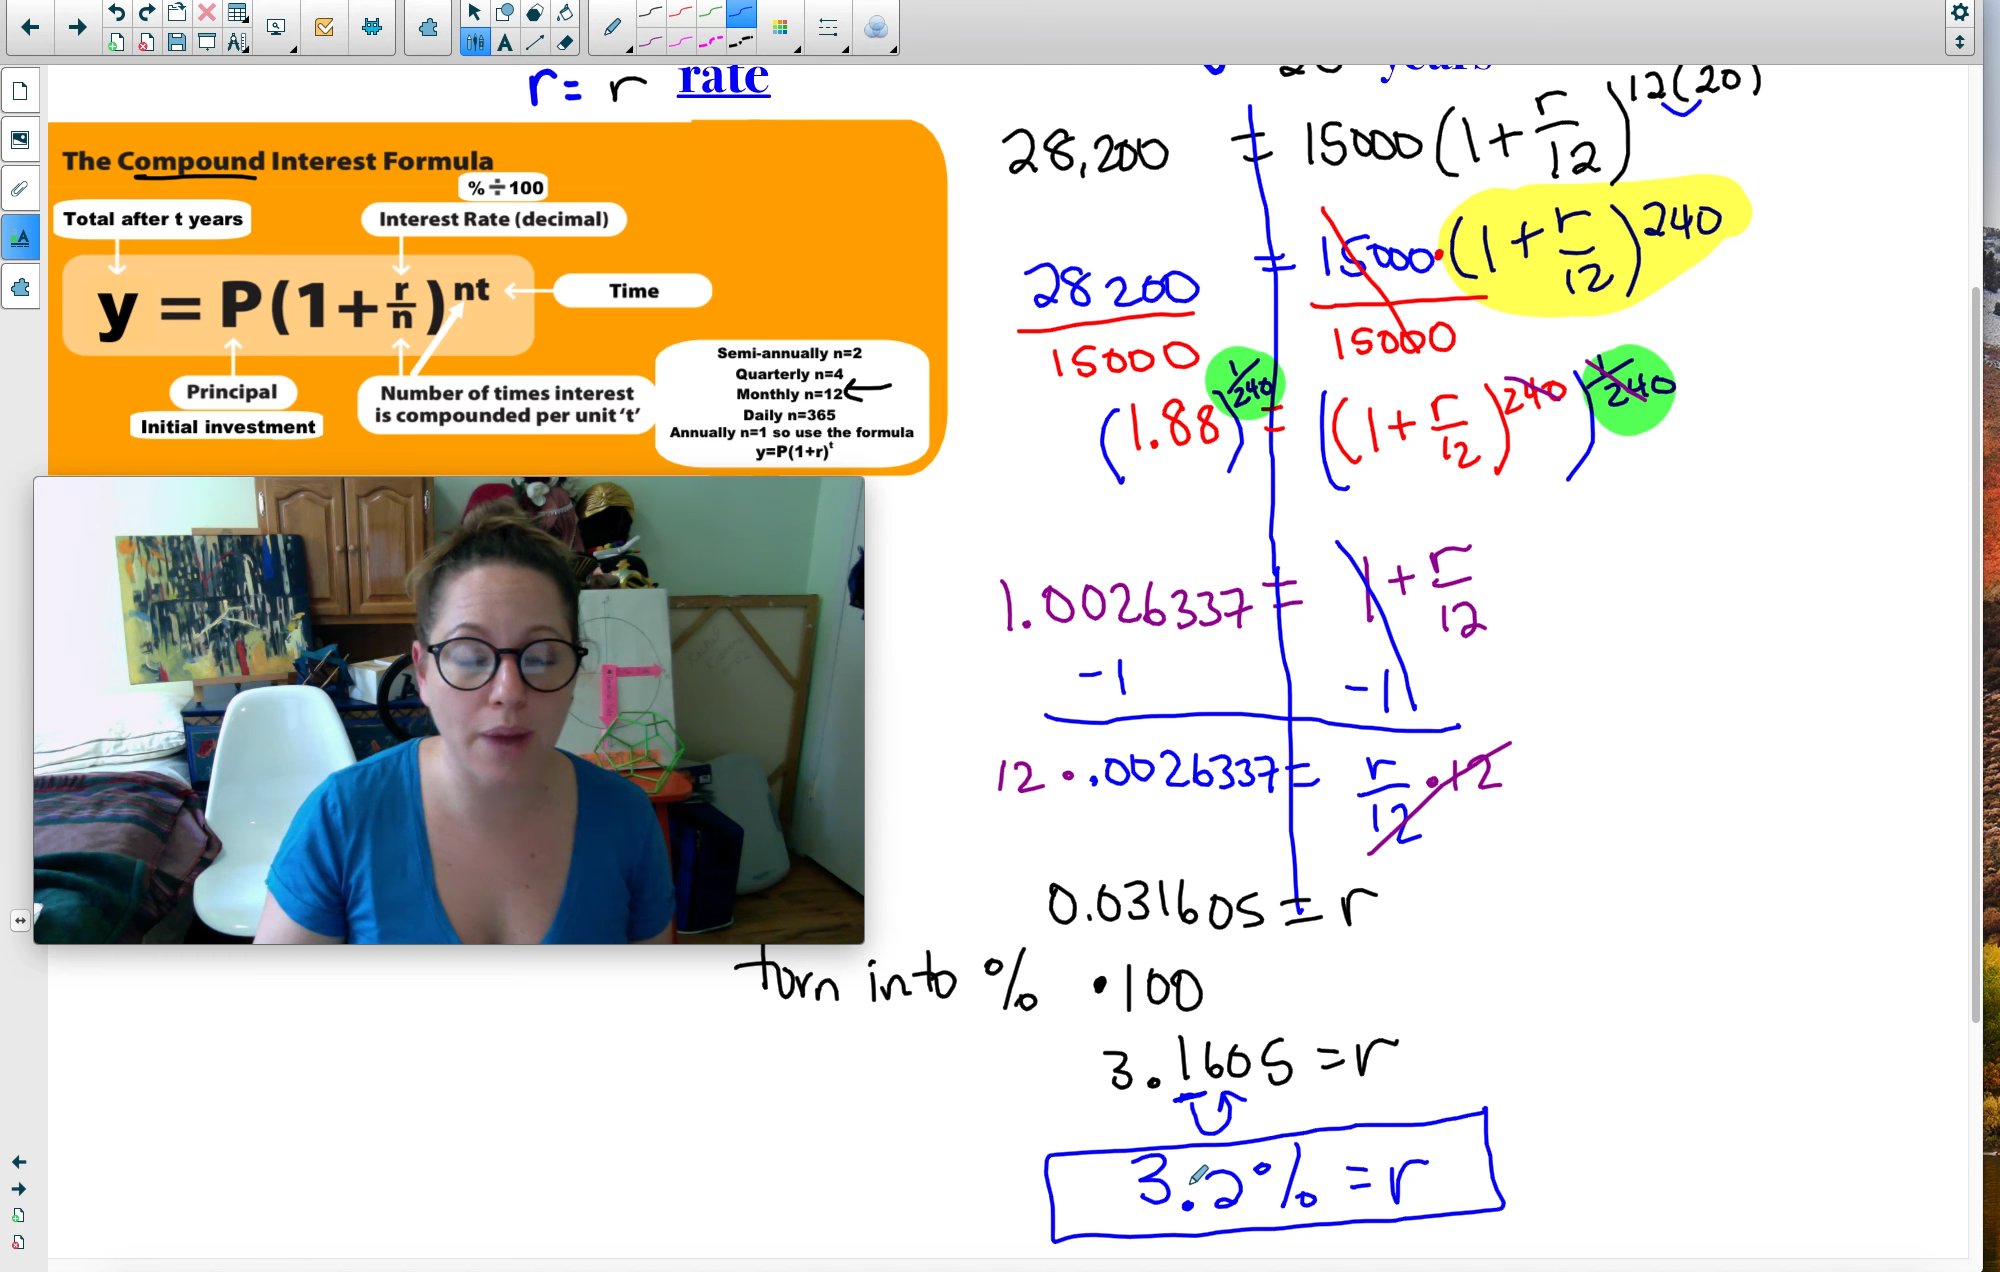 r = r rate
20 years
The Compound Interest Formula
% ÷ 100
Total after t years
Interest Rate (decimal)
y = P(1+r/n)^nt
Time
Principal
Initial investment
Number of times interest
is compounded per unit ‘t’
Semi-annually n=2
Quarterly n=4
Monthly n=12
Daily n=365
Annually n=1 so use the formula
y=P(1+r)^t
28,200 = 15000(1+r/12)^12(20)
28200/15000 = 15000·(1+r/12)^240/15000
(1.88)^1/240 = ((1+r/12)^240)^1/240
1.0026337 = 1+r/12
-1 -1
12 · .0026337 = r/12 · 12
0.031605 = r
turn into % ·100
3.1605 = r
3.2% = r